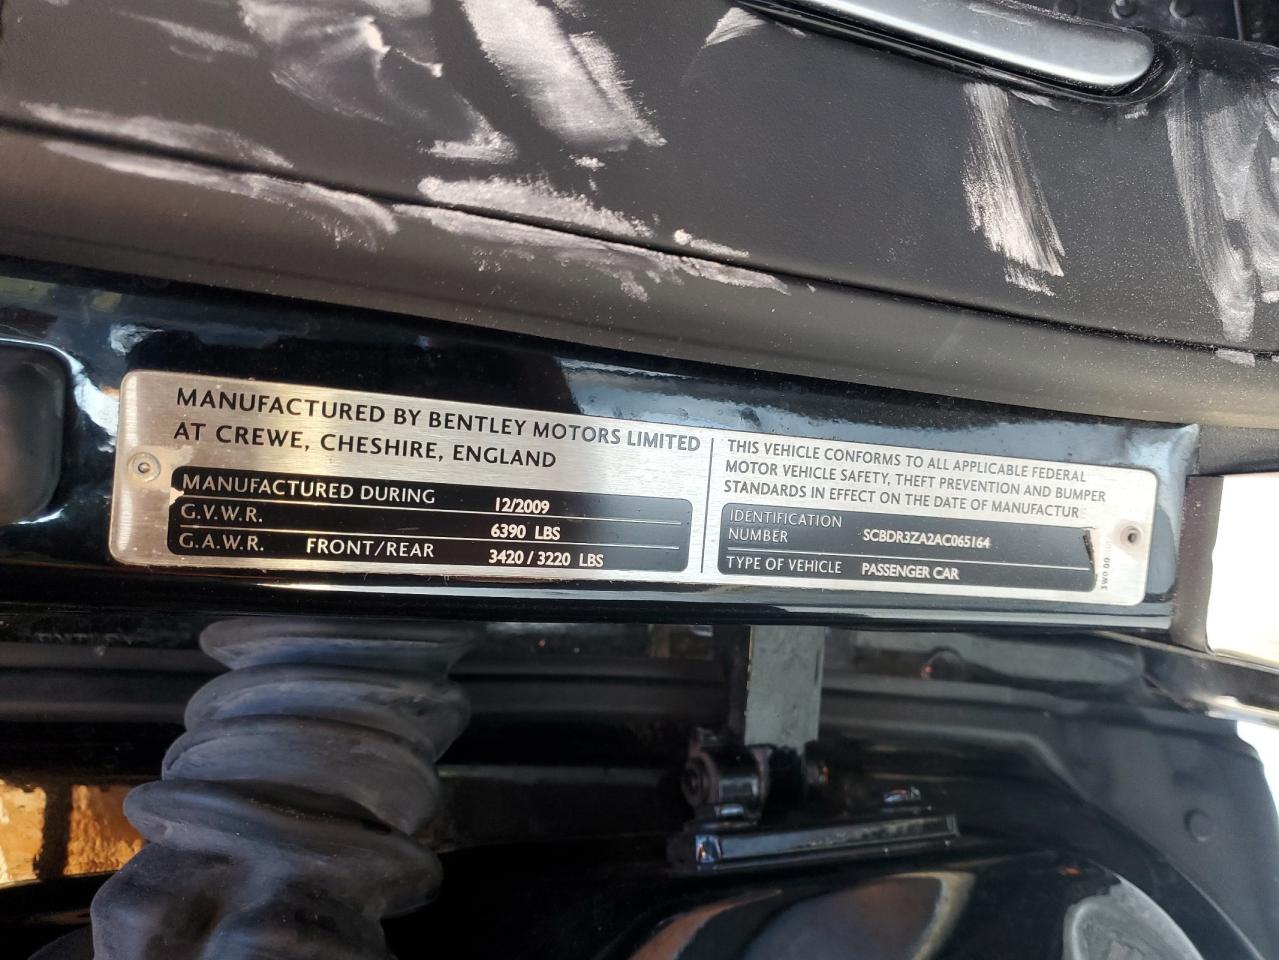 MANUFACTURED BY BENTLEY MOTORS LIMITED
AT CREWE, CHESHIRE, ENGLAND
MANUFACTURED DURING 12/2009
G.V.W.R. 6390 LBS
G.A.W.R. FRONT/REAR 3420 / 3220 LBS
THIS VEHICLE CONFORMS TO ALL APPLICABLE FEDERAL
MOTOR VEHICLE SAFETY, THEFT PREVENTION AND BUMPER
STANDARDS IN EFFECT ON THE DATE OF MANUFACTUR
IDENTIFICATION
NUMBER SCBDR3ZA2AC065164
TYPE OF VEHICLE PASSENGER CAR